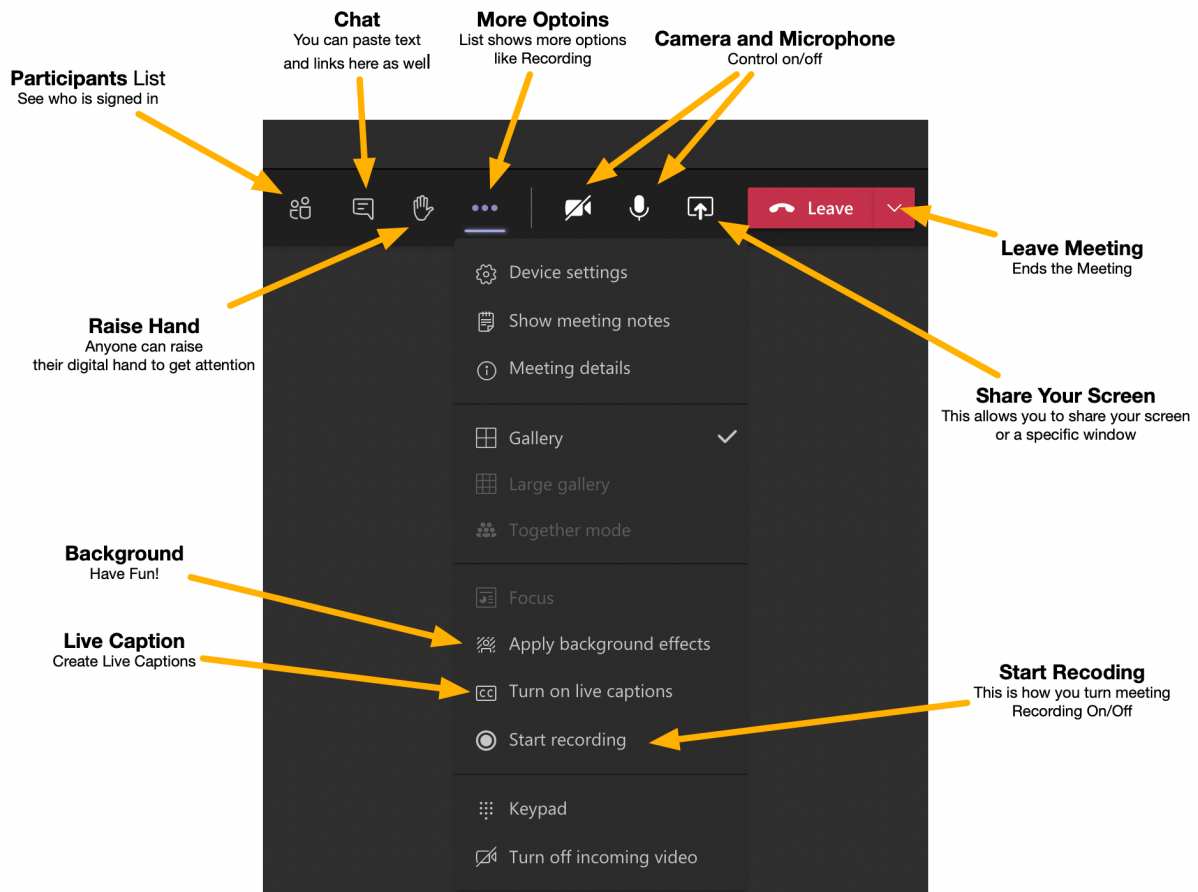 Chat
You can paste text
and links here as well
More Optoins
List shows more options
like Recording
Camera and Microphone
Control on/off
Participants List
See who is signed in
Leave
Leave Meeting
Ends the Meeting
Raise Hand
Anyone can raise
their digital hand to get attention
Share Your Screen
This allows you to share your screen
or a specific window
Device settings
Show meeting notes
Meeting details
Gallery
Large gallery
Together mode
Background
Have Fun!
Live Caption
Create Live Captions
Focus
Apply background effects
CC Turn on live captions
Start recording
Start Recoding
This is how you turn meeting
Recording On/Off
Keypad
Turn off incoming video